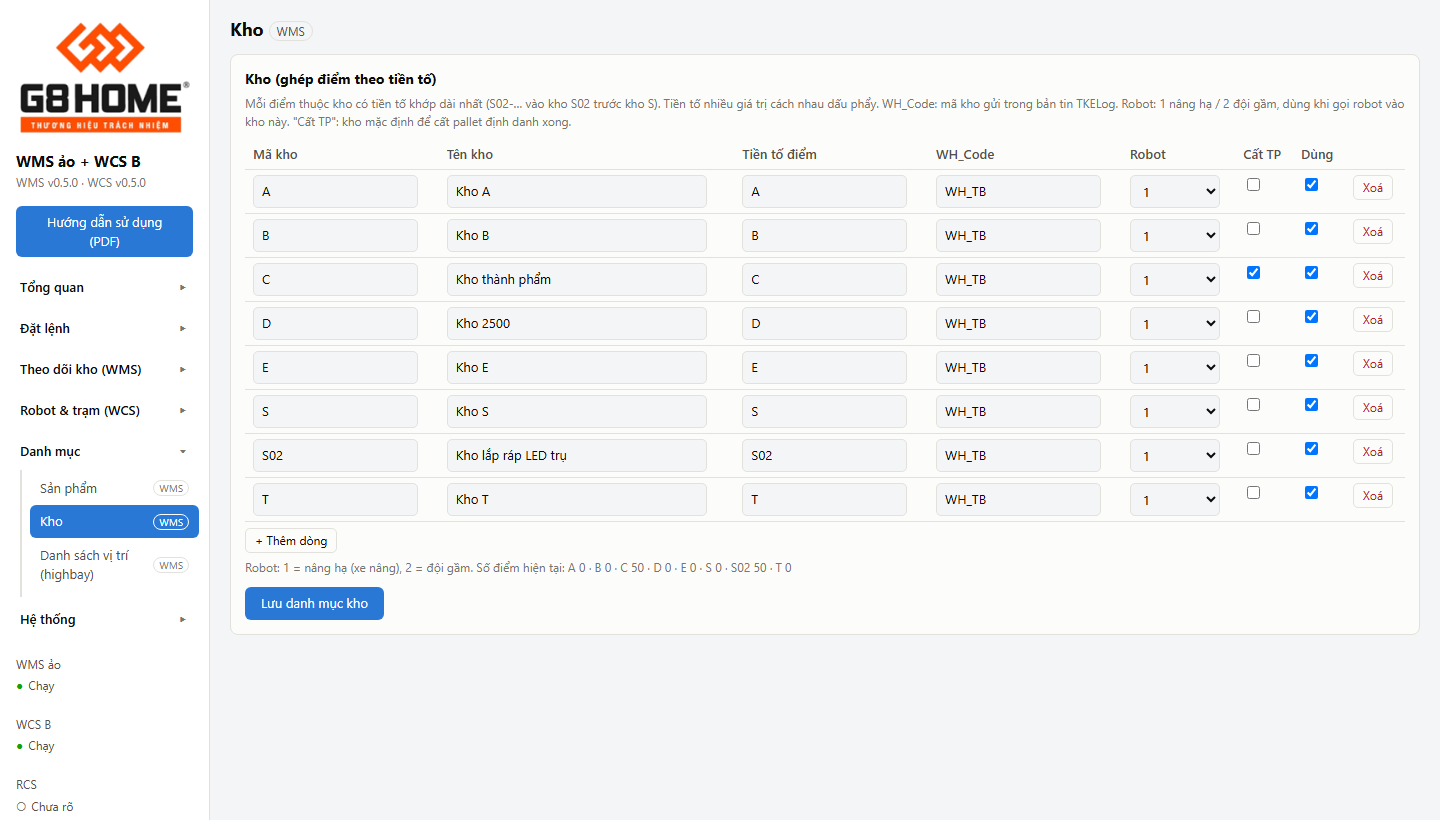 G8 HOME®
THƯƠNG HIỆU TRÁCH NHIỆM
WMS ảo + WCS B
WMS v0.5.0 · WCS v0.5.0
Hướng dẫn sử dụng
(PDF)
Tổng quan
Đặt lệnh
Theo dõi kho (WMS)
Robot & trạm (WCS)
Danh mục
Sản phẩm WMS
Kho WMS
Danh sách vị trí
(highbay) WMS
Hệ thống
WMS ảo
Chạy
WCS B
Chạy
RCS
Chưa rõ
Kho WMS
Kho (ghép điểm theo tiền tố)
Mỗi điểm thuộc kho có tiền tố khớp dài nhất (S02-... vào kho S02 trước kho S). Tiền tố nhiều giá trị cách nhau dấu phẩy. WH_Code: mã kho gửi trong bản tin TKELog. Robot: 1 nâng hạ / 2 đội gầm, dùng khi gọi robot vào
kho này. "Cất TP": kho mặc định để cất pallet định danh xong.
Mã kho Tên kho Tiền tố điểm WH_Code Robot Cất TP Dùng
A Kho A A WH_TB 1 Xoá
B Kho B B WH_TB 1 Xoá
C Kho thành phẩm C WH_TB 1 Xoá
D Kho 2500 D WH_TB 1 Xoá
E Kho E E WH_TB 1 Xoá
S Kho S S WH_TB 1 Xoá
S02 Kho lắp ráp LED trụ S02 WH_TB 1 Xoá
T Kho T T WH_TB 1 Xoá
+ Thêm dòng
Robot: 1 = nâng hạ (xe nâng), 2 = đội gầm. Số điểm hiện tại: A 0 · B 0 · C 50 · D 0 · E 0 · S 0 · S02 50 · T 0
Lưu danh mục kho